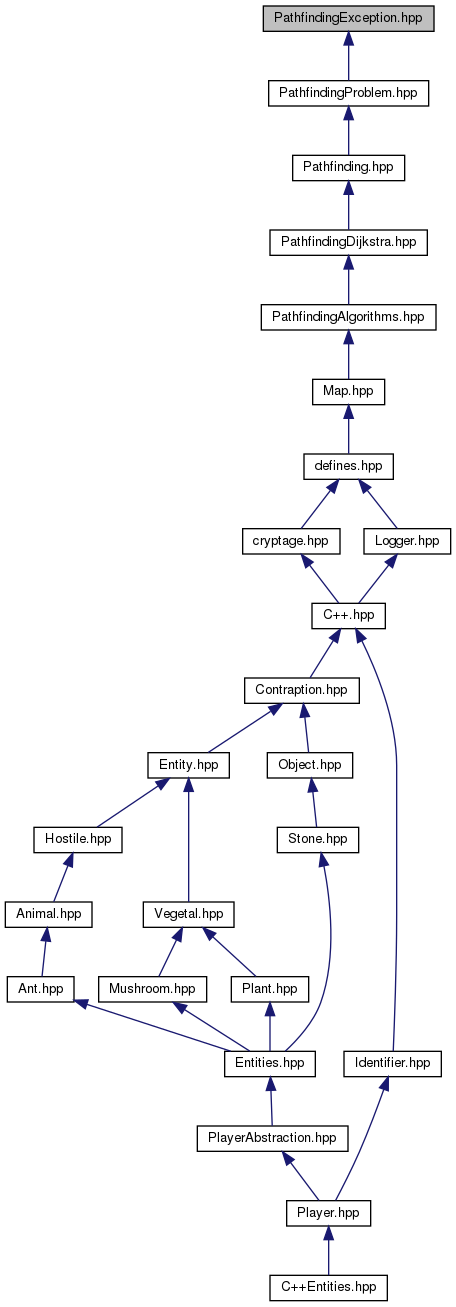 PathfindingException.hpp
PathfindingProblem.hpp
Pathfinding.hpp
PathfindingDijkstra.hpp
PathfindingAlgorithms.hpp
Map.hpp
defines.hpp
cryptage.hpp
Logger.hpp
C++.hpp
Contraption.hpp
Entity.hpp
Object.hpp
Hostile.hpp
Stone.hpp
Animal.hpp
Vegetal.hpp
Ant.hpp
Mushroom.hpp
Plant.hpp
Entities.hpp
Identifier.hpp
PlayerAbstraction.hpp
Player.hpp
C++Entities.hpp